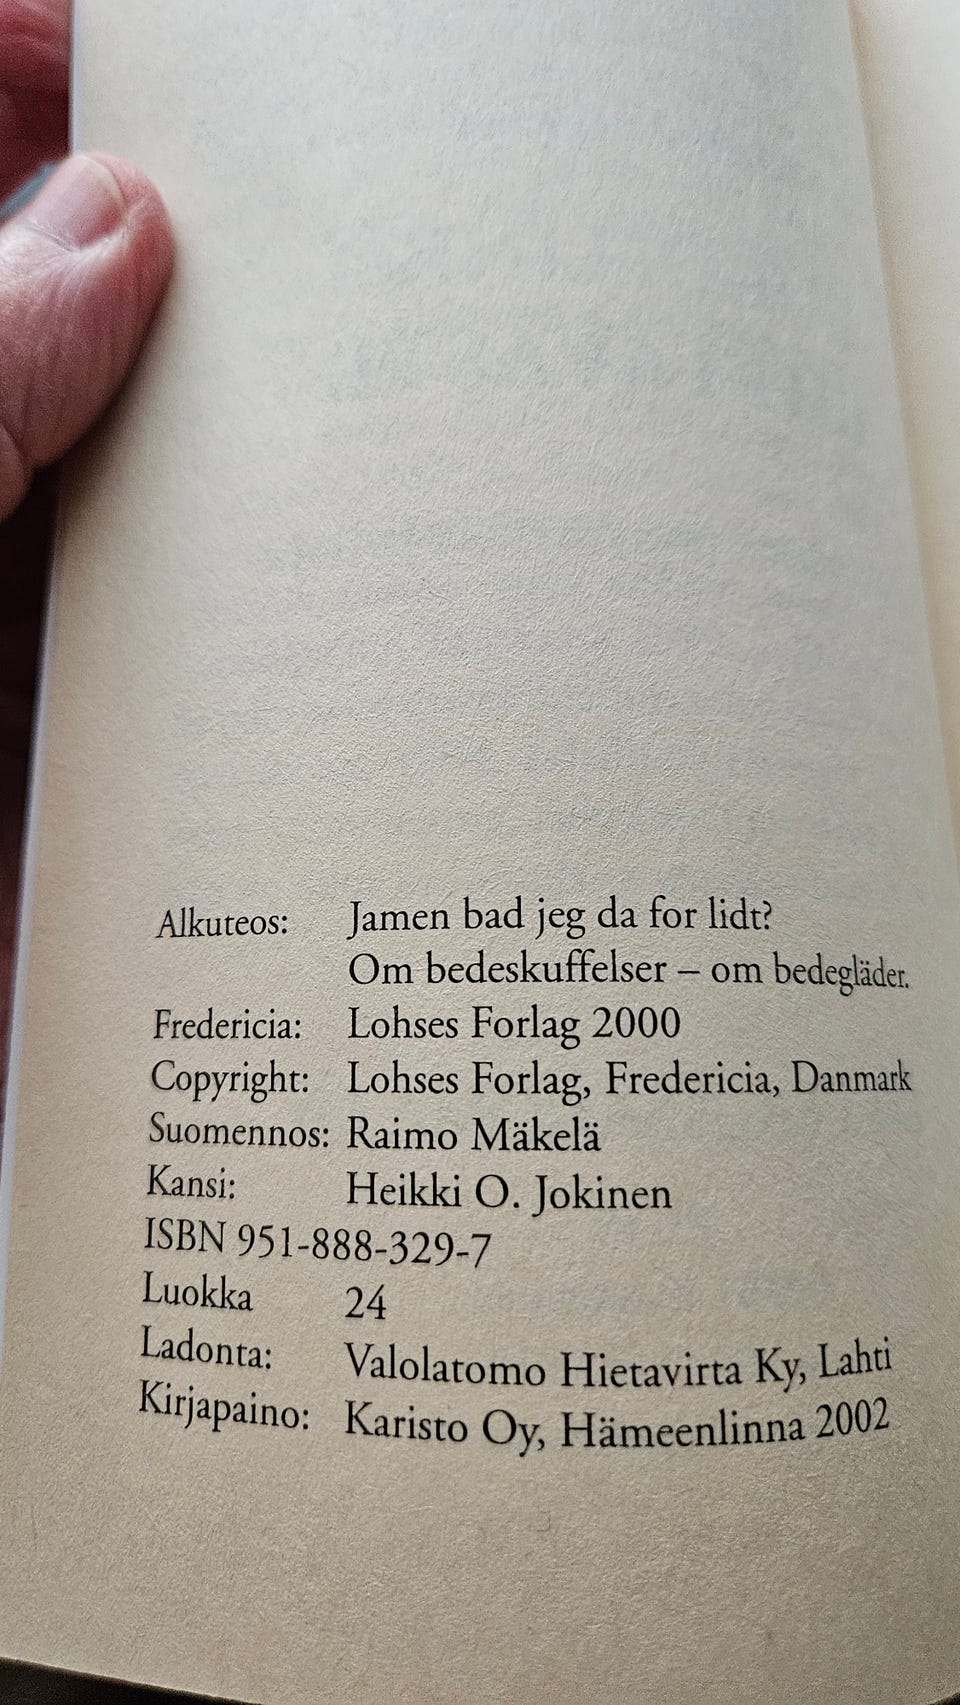 Alkuteos: Jamen bad jeg da for lidt?
Om bedeskuffelser – om bedegläder.
Fredericia: Lohses Forlag 2000
Copyright: Lohses Forlag, Fredericia, Danmark
Suomennos: Raimo Mäkelä
Kansi: Heikki O. Jokinen
ISBN 951-888-329-7
Luokka 24
Ladonta: Valolatomo Hietavirta Ky, Lahti
Kirjapaino: Karisto Oy, Hämeenlinna 2002